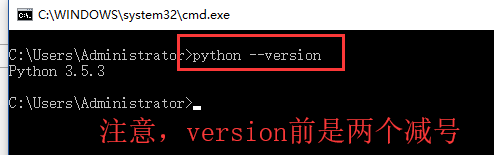 C:\WINDOWS\system32\cmd.exe
C:\Users\Administrator>python --version
Python 3.5.3
C:\Users\Administrator>_
注意，version前是两个减号